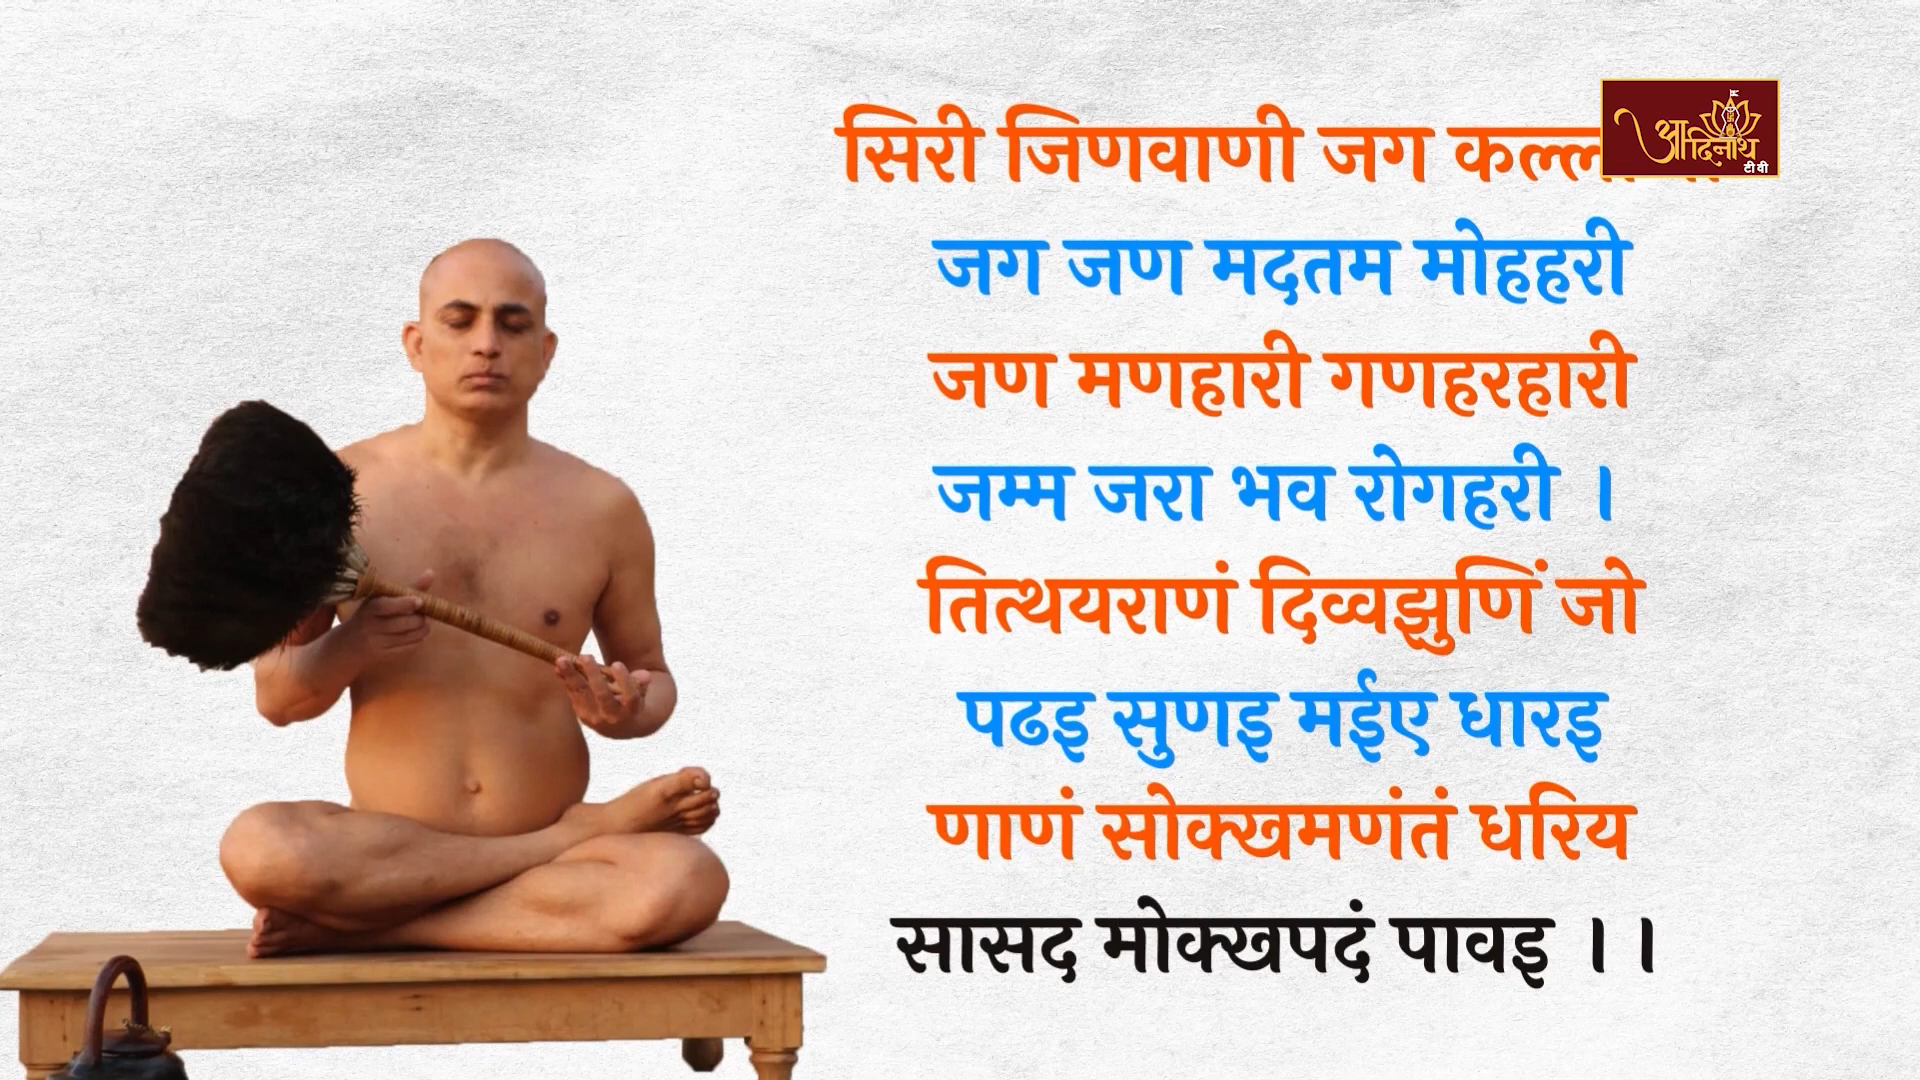 सिरी जिणवाणी जग
जग जण मदतम मोहहरी
जण मणहारी गणहरहारी
जम्म जरा भव रोगहरी ।
तित्थयराणं दिव्वझुणिं जो
पढइ सुणइ मईए धारइ
णाणं सोक्खमणंतं धरिय
सासद मोक्खपदं पावइ ।।
आदिनाथ
टीवी